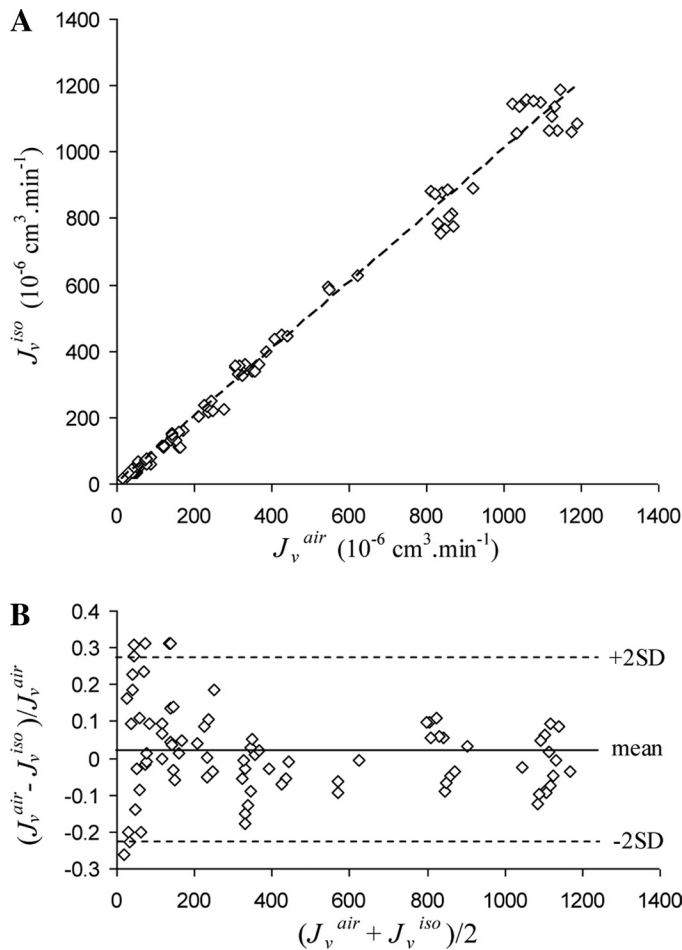 A
1400
1200
1000
800
600
400
200
0
J_v^iso (10^-6 cm^3.min^-1)
0 200 400 600 800 1000 1200 1400
J_v^air (10^-6 cm^3.min^-1)
B
0.4
0.3
0.2
0.1
0
-0.1
-0.2
-0.3
(J_v^air - J_v^iso)/J_v^air
+2SD
mean
-2SD
0 200 400 600 800 1000 1200 1400
(J_v^air + J_v^iso)/2